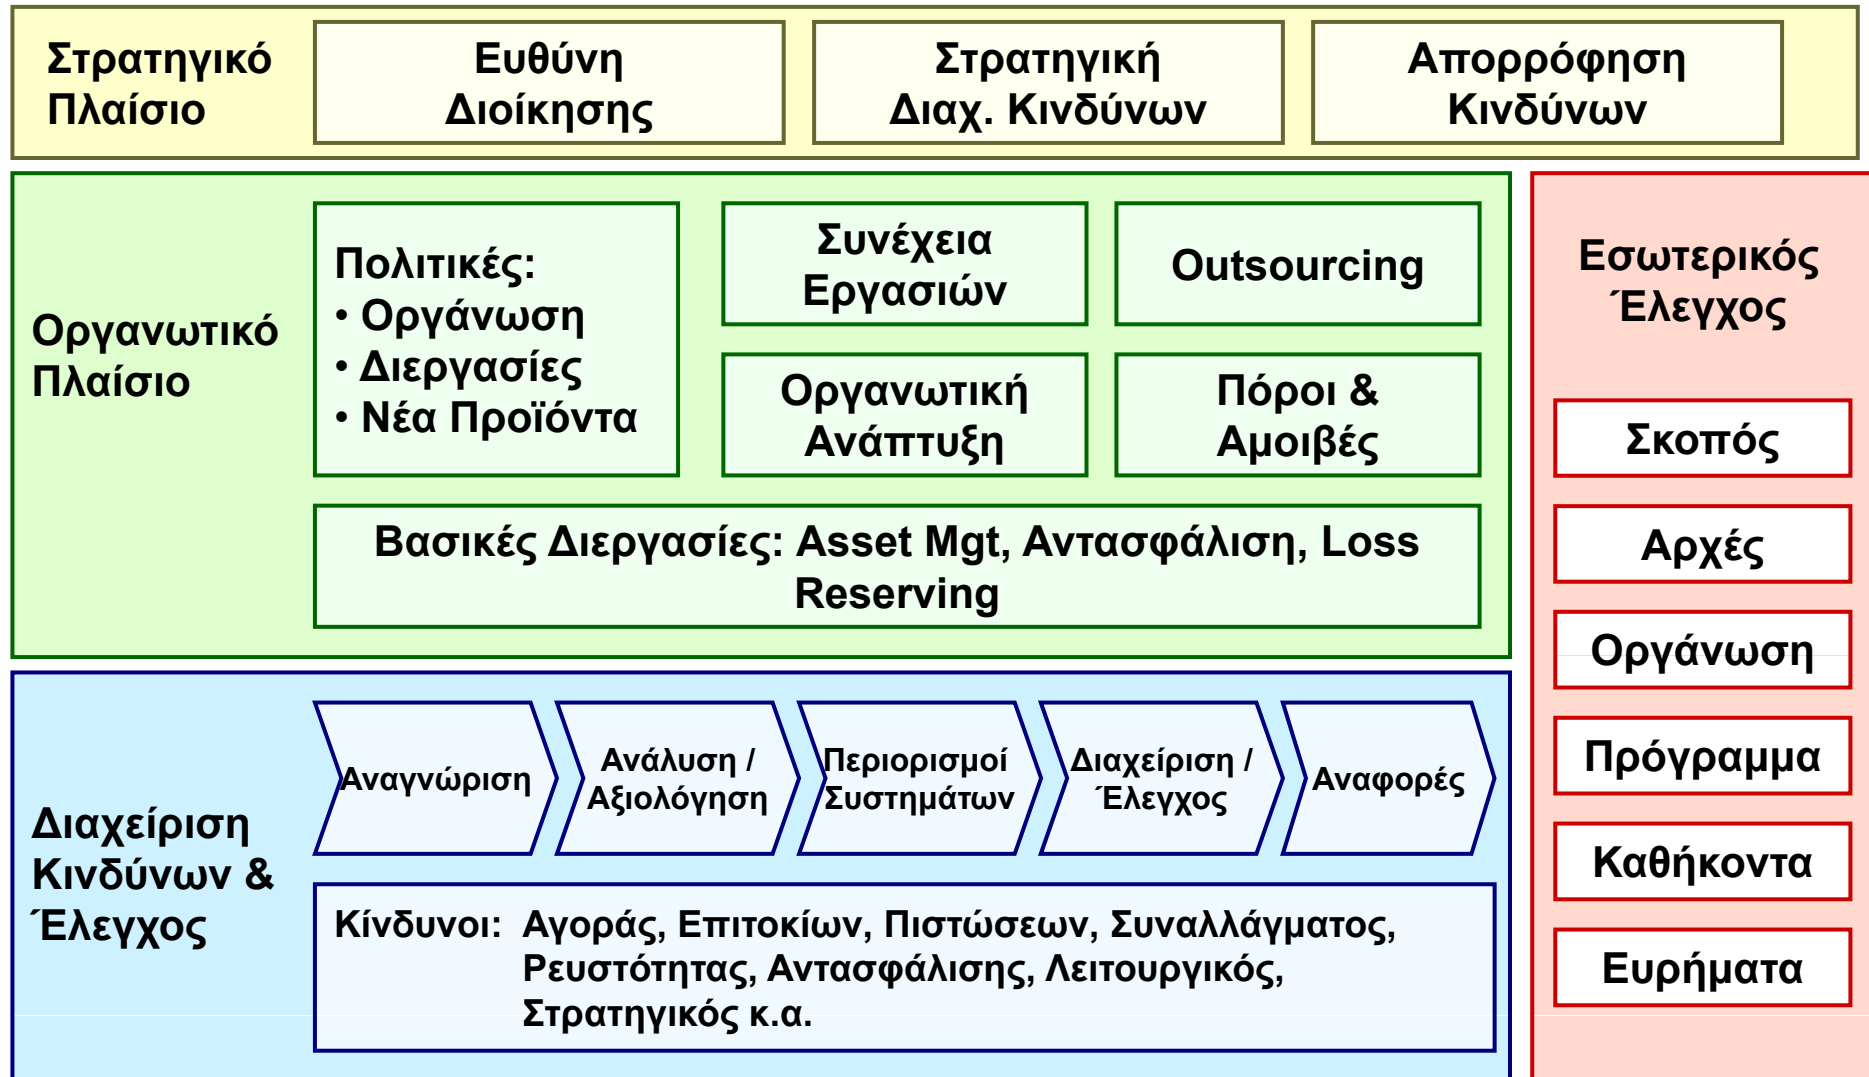 Στρατηγικό
Πλαίσιο
Ευθύνη
Διοίκησης
Στρατηγική
Διαχ. Κινδύνων
Απορρόφηση
Κινδύνων
Οργανωτικό
Πλαίσιο
Πολιτικές:
• Οργάνωση
• Διεργασίες
• Νέα Προϊόντα
Συνέχεια
Εργασιών
Outsourcing
Οργανωτική
Ανάπτυξη
Πόροι &
Αμοιβές
Βασικές Διεργασίες: Asset Mgt, Αντασφάλιση, Loss
Reserving
Διαχείριση
Κινδύνων &
Έλεγχος
Αναγνώριση
Ανάλυση /
Αξιολόγηση
Περιορισμοί
Συστημάτων
Διαχείριση /
Έλεγχος
Αναφορές
Κίνδυνοι: Αγοράς, Επιτοκίων, Πιστώσεων, Συναλλάγματος,
Ρευστότητας, Αντασφάλισης, Λειτουργικός,
Στρατηγικός κ.α.
Εσωτερικός
Έλεγχος
Σκοπός
Αρχές
Οργάνωση
Πρόγραμμα
Καθήκοντα
Ευρήματα